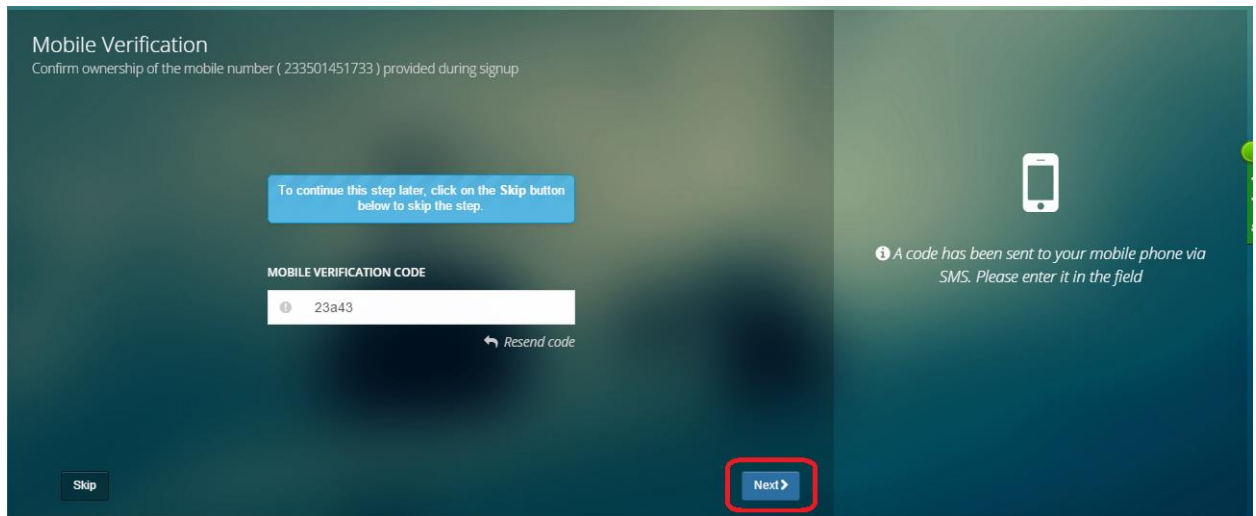 Mobile Verification
Confirm ownership of the mobile number ( 233501451733 ) provided during signup
To continue this step later, click on the Skip button
below to skip the step.
MOBILE VERIFICATION CODE
23a43
Resend code
A code has been sent to your mobile phone via
SMS. Please enter it in the field
Skip
Next